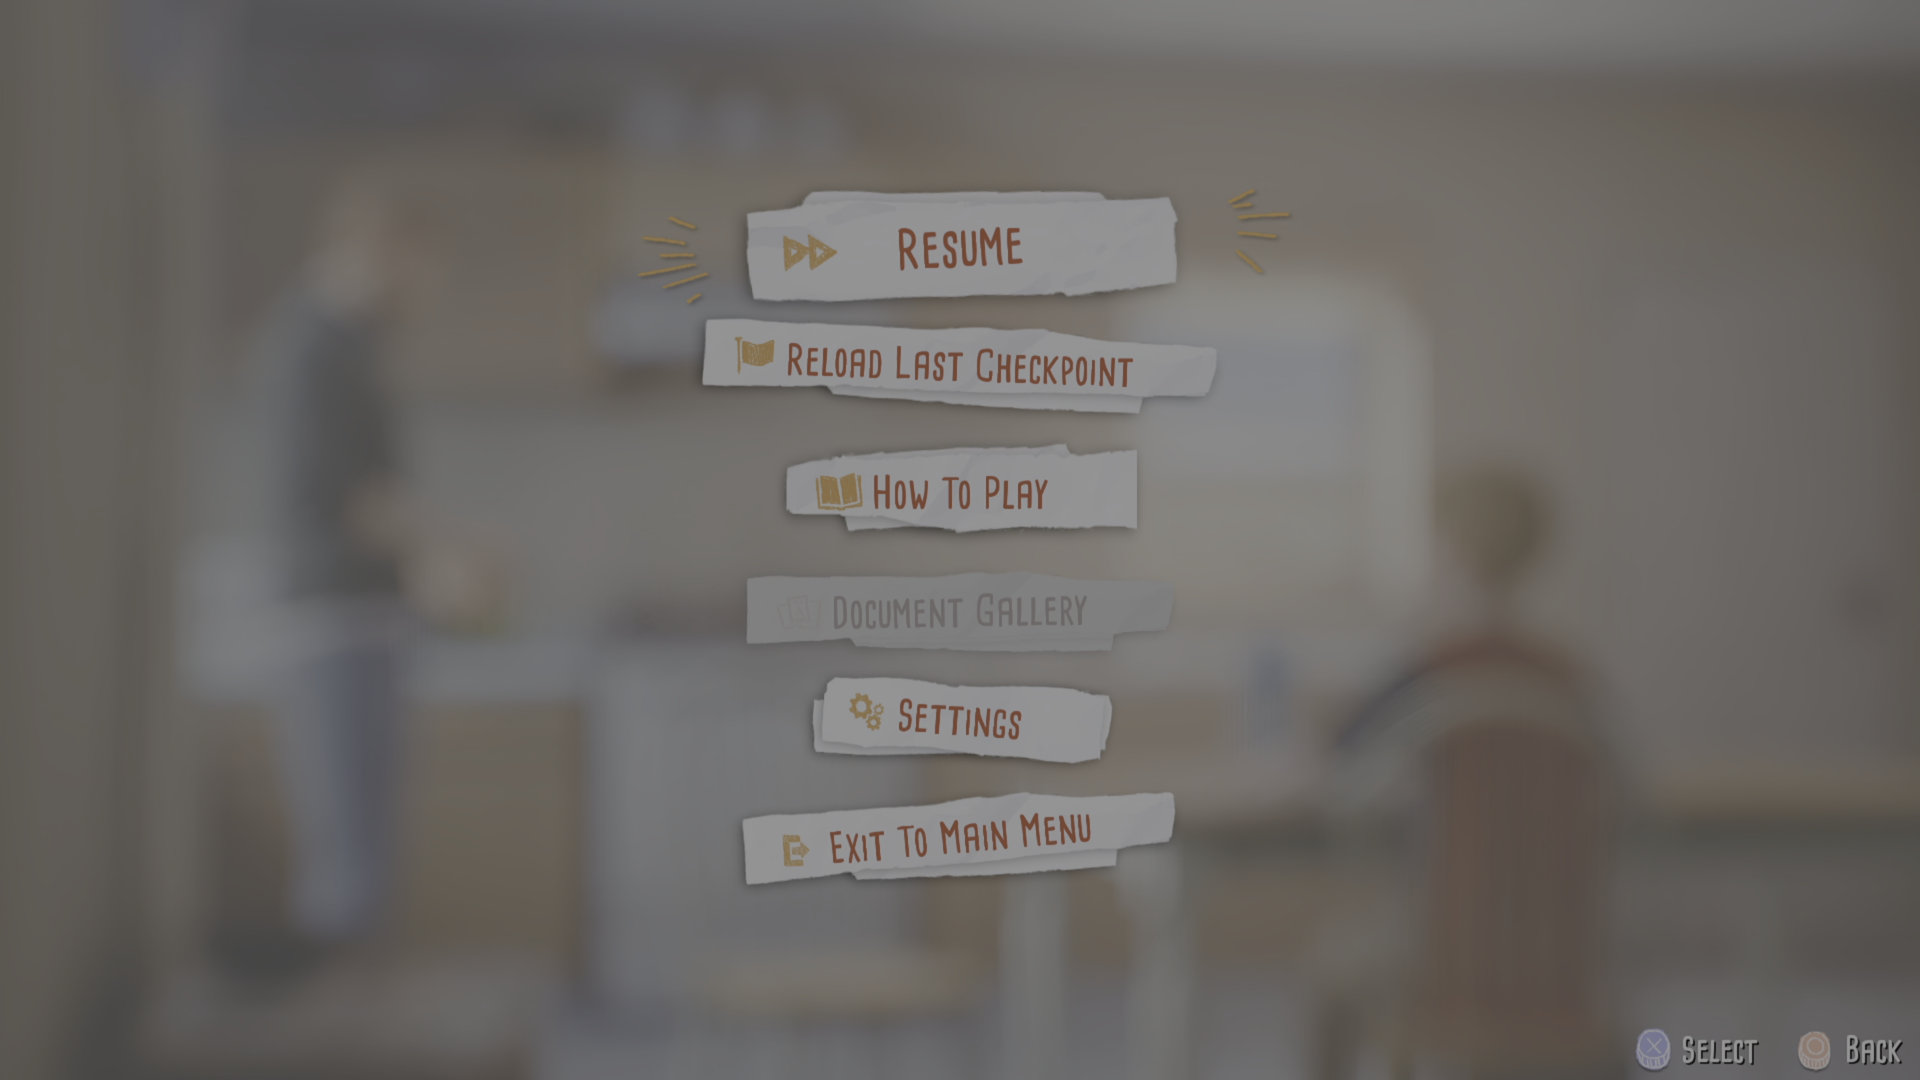 Resume
Reload Last Checkpoint
How To Play
Document Gallery
Settings
Exit To Main Menu
Select
Back